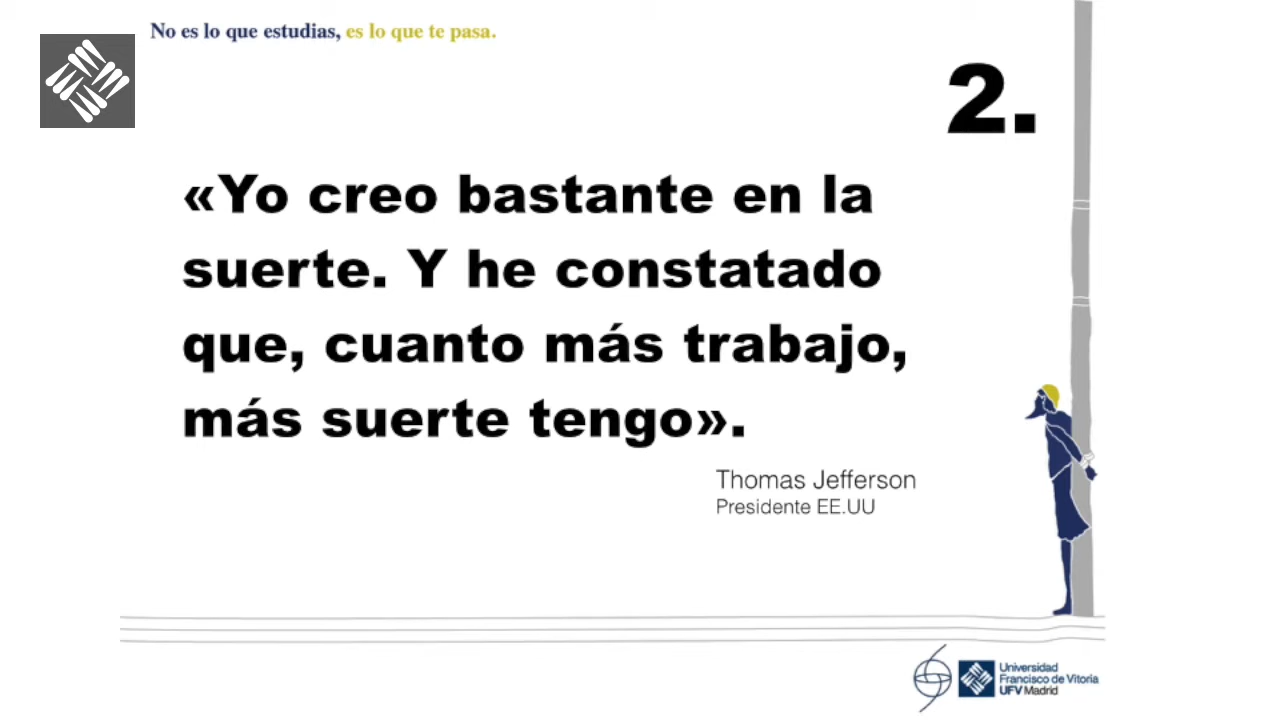 No es lo que estudias, es lo que te pasa.
2.
«Yo creo bastante en la
suerte. Y he constatado
que, cuanto más trabajo,
más suerte tengo».
Thomas Jefferson
Presidente EE.UU
Universidad
Francisco de Vitoria
UFV Madrid